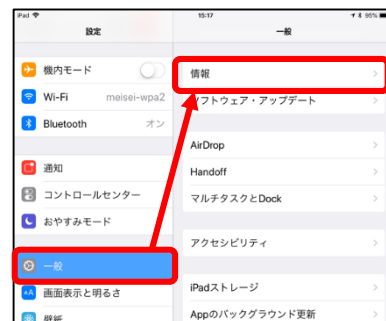 iPad
15:17
95%
設定
一般
機内モード
Wi-Fi
meisei-wpa2
Bluetooth
オン
通知
コントロールセンター
おやすみモード
一般
画面表示と明るさ
壁紙
情報
ソフトウェア・アップデート
AirDrop
Handoff
マルチタスクとDock
アクセシビリティ
iPadストレージ
Appのバックグラウンド更新